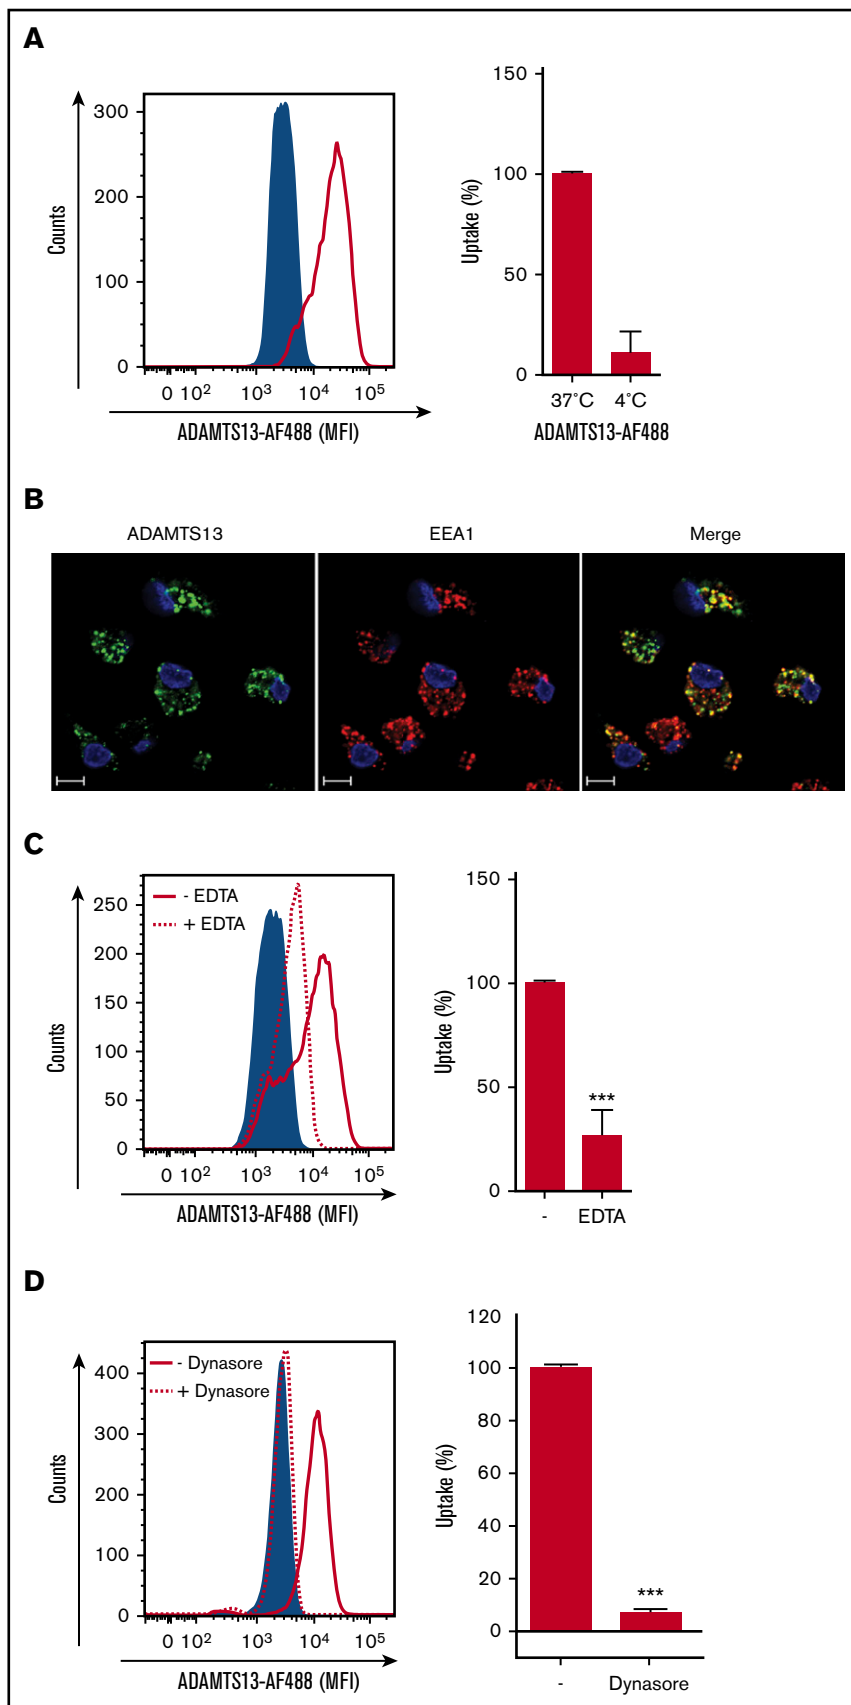 A
300
200
100
0
Counts
0 10² 10³ 10⁴ 10⁵
ADAMTS13-AF488 (MFI)
150
100
50
0
Uptake (%)
37°C 4°C
ADAMTS13-AF488
B
ADAMTS13 EEA1 Merge
C
- EDTA
+ EDTA
250
200
150
100
50
0
Counts
0 10² 10³ 10⁴ 10⁵
ADAMTS13-AF488 (MFI)
150
100
50
0
Uptake (%)
***
- EDTA
D
- Dynasore
+ Dynasore
400
300
200
100
0
Counts
0 10² 10³ 10⁴ 10⁵
ADAMTS13-AF488 (MFI)
120
100
80
60
40
20
0
Uptake (%)
***
- Dynasore